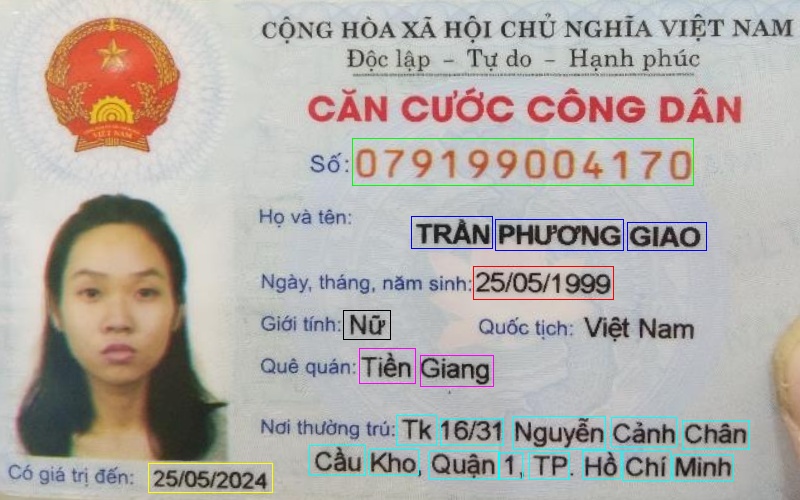 CỘNG HÒA XÃ HỘI CHỦ NGHĨA VIỆT NAM
Độc lập - Tự do - Hạnh phúc
CĂN CƯỚC CÔNG DÂN
Số: 079199004170
Họ và tên: TRẦN PHƯƠNG GIAO
Ngày, tháng, năm sinh: 25/05/1999
Giới tính: Nữ Quốc tịch: Việt Nam
Quê quán: Tiền Giang
Nơi thường trú: Tk 16/31 Nguyễn Cảnh Chân
Cầu Kho, Quận 1, TP. Hồ Chí Minh
Có giá trị đến: 25/05/2024
VIỆT NAM